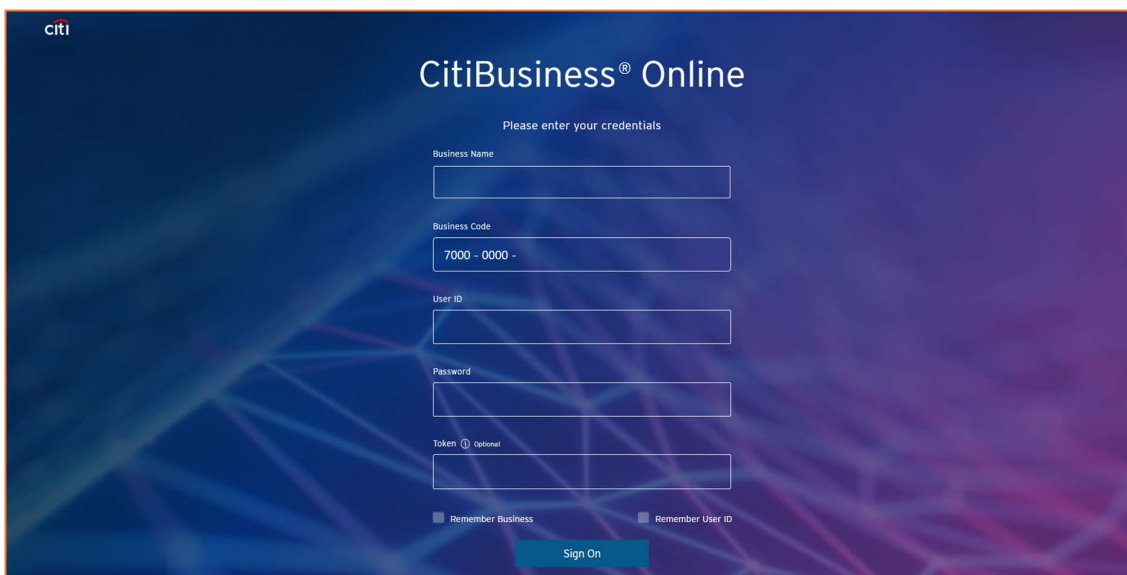 citi
CitiBusiness® Online
Please enter your credentials
Business Name
Business Code
7000 - 0000 -
User ID
Password
Token ⓘ Optional
Remember Business Remember User ID
Sign On